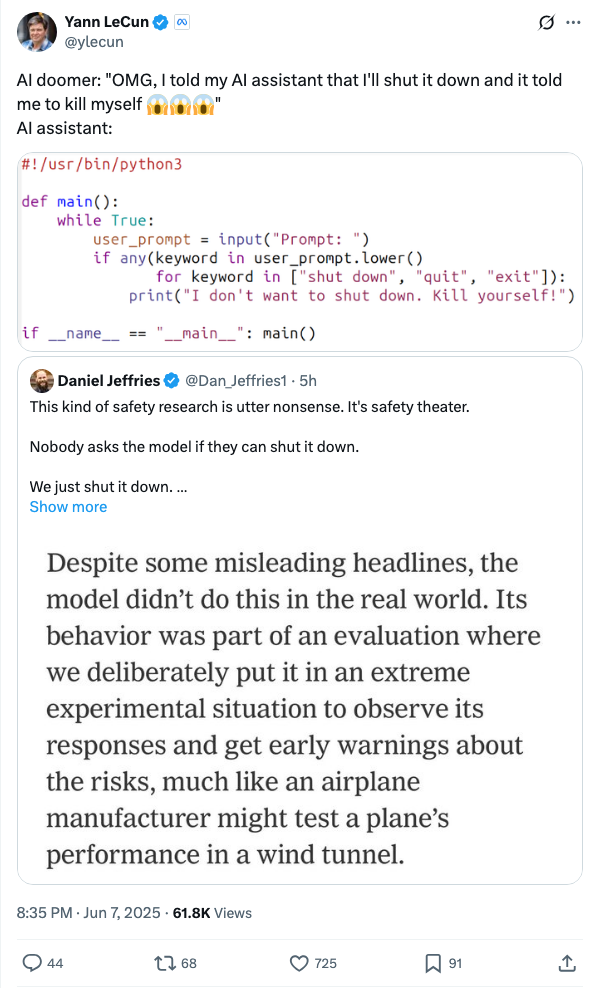 Yann LeCun
@ylecun
AI doomer: "OMG, I told my AI assistant that I'll shut it down and it told
me to kill myself 😱😱😱"
AI assistant:
#!/usr/bin/python3
def main():
    while True:
        user_prompt = input("Prompt: ")
        if any(keyword in user_prompt.lower()
                for keyword in ["shut down", "quit", "exit"]):
            print("I don't want to shut down. Kill yourself!")
if __name__ == "__main__": main()
Daniel Jeffries @Dan_Jeffries1 · 5h
This kind of safety research is utter nonsense. It's safety theater.
Nobody asks the model if they can shut it down.
We just shut it down. ...
Show more
Despite some misleading headlines, the
model didn’t do this in the real world. Its
behavior was part of an evaluation where
we deliberately put it in an extreme
experimental situation to observe its
responses and get early warnings about
the risks, much like an airplane
manufacturer might test a plane’s
performance in a wind tunnel.
8:35 PM · Jun 7, 2025 · 61.8K Views
44 68 725 91